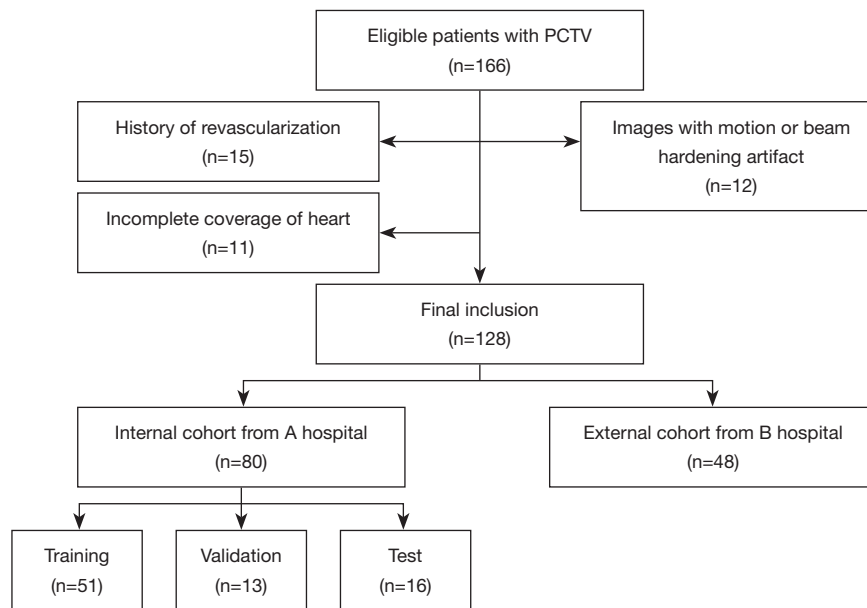 Eligible patients with PCTV
(n=166)
History of revascularization
(n=15)
Images with motion or beam
hardening artifact
(n=12)
Incomplete coverage of heart
(n=11)
Final inclusion
(n=128)
Internal cohort from A hospital
(n=80)
External cohort from B hospital
(n=48)
Training
(n=51)
Validation
(n=13)
Test
(n=16)